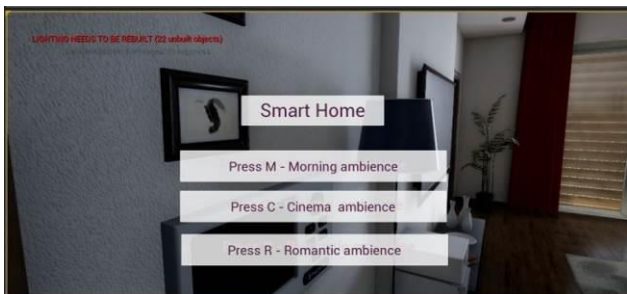 LIGHTING NEEDS TO BE REBUILT (22 unbuilt objects)
Smart Home
Press M - Morning ambience
Press C - Cinema ambience
Press R - Romantic ambience